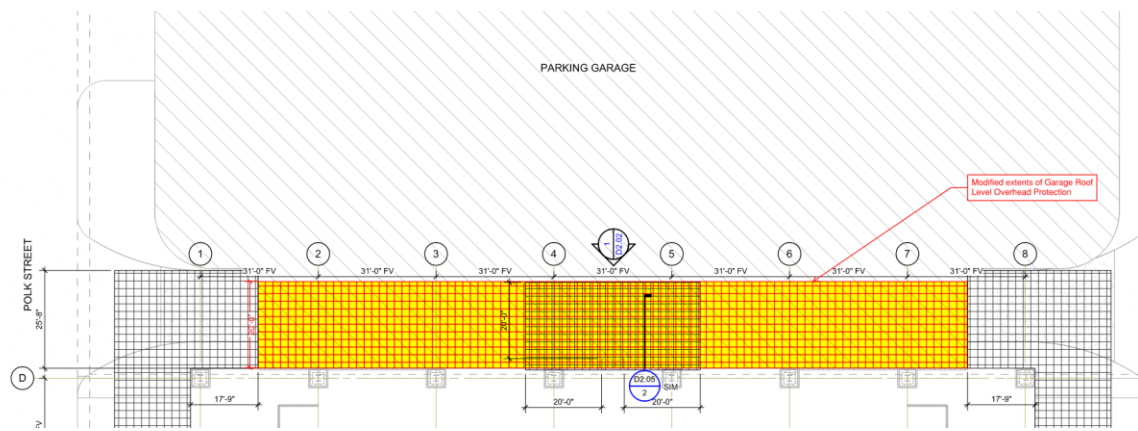 PARKING GARAGE
Modified extents of Garage Roof
Level Overhead Protection
POLK STREET
25'-8"
1
2
3
4
1
D2.02
5
6
7
8
31'-0" FV
31'-0" FV
31'-0" FV
31'-0" FV
31'-0" FV
31'-0" FV
31'-0" FV
20'-0"
D
D2.05
2
SIM
17'-9"
20'-0"
20'-0"
17'-9"
FV